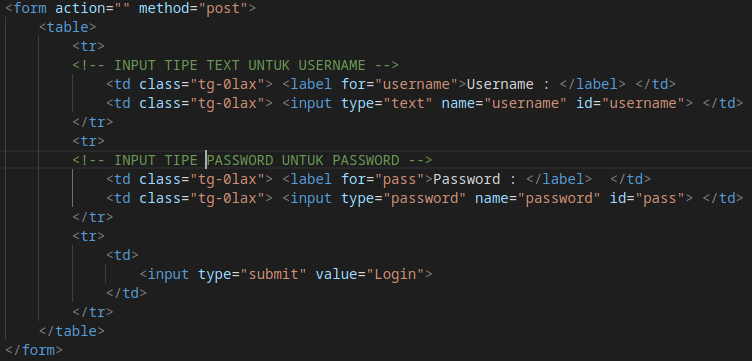 <form action="" method="post">
<table>
<tr>
<!-- INPUT TIPE TEXT UNTUK USERNAME -->
<td class="tg-0lax"> <label for="username">Username : </label> </td>
<td class="tg-0lax"> <input type="text" name="username" id="username"> </td>
</tr>
<tr>
<!-- INPUT TIPE PASSWORD UNTUK PASSWORD -->
<td class="tg-0lax"> <label for="pass">Password : </label>  </td>
<td class="tg-0lax"> <input type="password" name="password" id="pass"> </td>
</tr>
<tr>
<td>
<input type="submit" value="Login">
</td>
</tr>
</table>
</form>